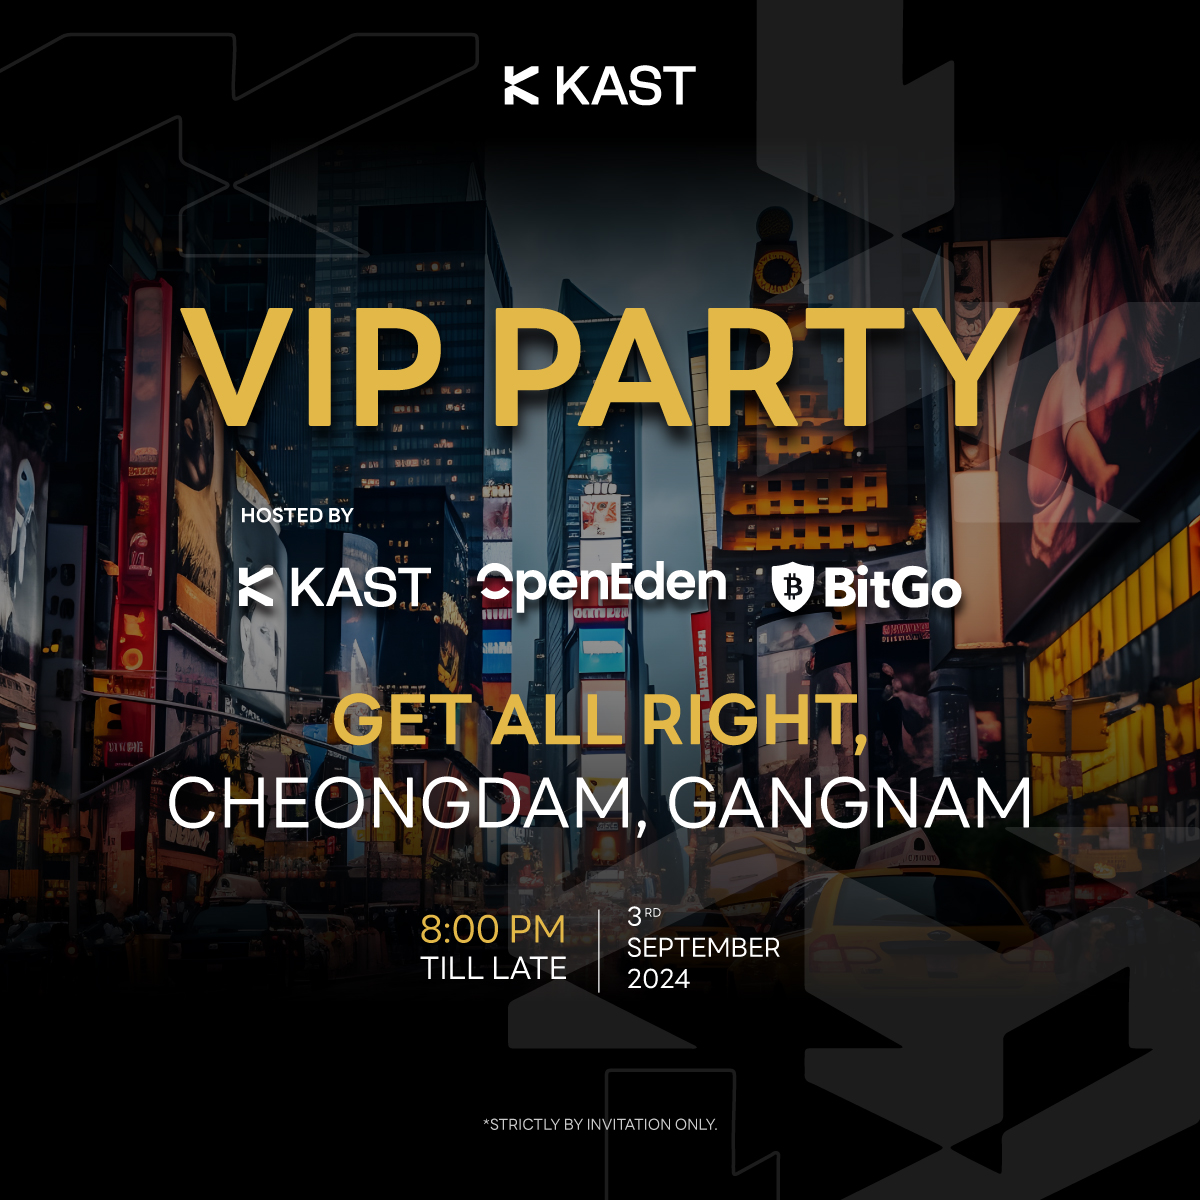 KAST
VIP PARTY
HOSTED BY
KAST OpenEden BitGo
GET ALL RIGHT,
CHEONGDAM, GANGNAM
8:00 PM
TILL LATE
3RD
SEPTEMBER
2024
*STRICTLY BY INVITATION ONLY.